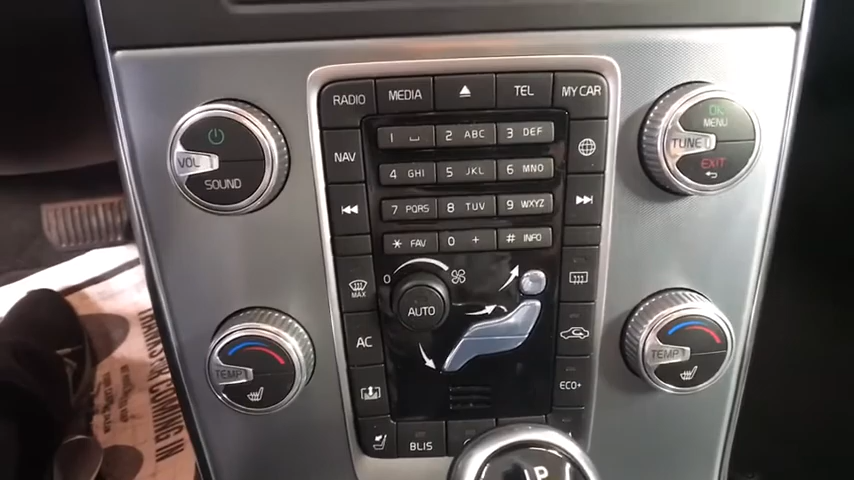 RADIO MEDIA TEL MY CAR
1 2 ABC 3 DEF
OK
MENU
VOL
SOUND
TUNE
EXIT
NAV 4 GHI 5 JKL 6 MNO
7 PQRS 8 TUV 9 WXYZ
* FAV 0 + # INFO
0
MAX
AUTO
AC
TEMP
TEMP
ECO+
BLIS
P